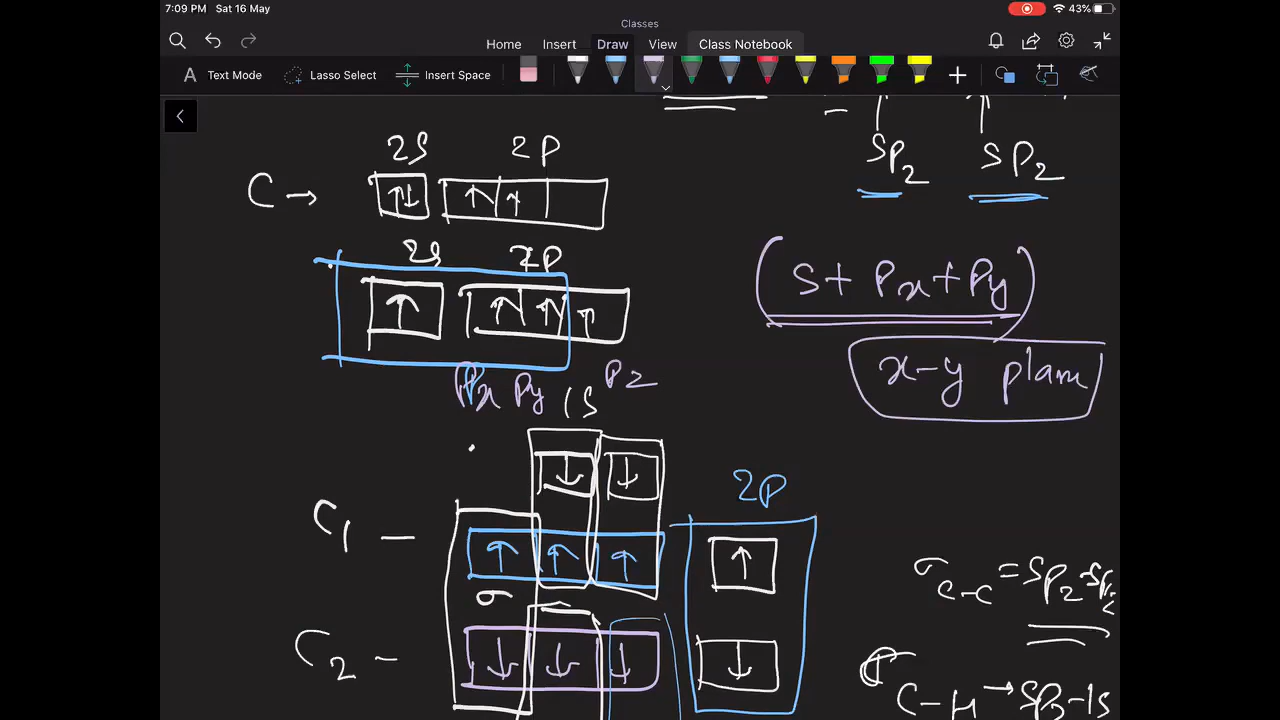 7:09 PM Sat 16 May
43%
Classes
Home Insert Draw View Class Notebook
Text Mode Lasso Select Insert Space
SP2 SP2
2S 2P
C →
2S 2P
S + Px + Py
x-y plane
Px Py Pz
1S
2P
C1 –
σ
σ C-C = SP2-SP2
C2 –
σ C-H → SP2-1S